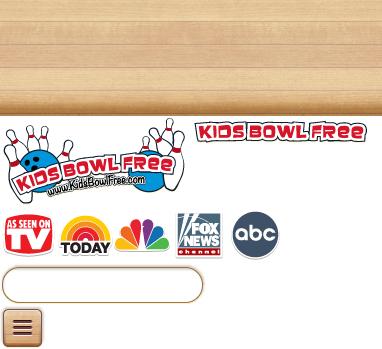 KIDS BOWL FREE
www.KidsBowlFree.com
KIDS BOWL FREE
AS SEEN ON
TV
TODAY
FOX
NEWS
channel
abc